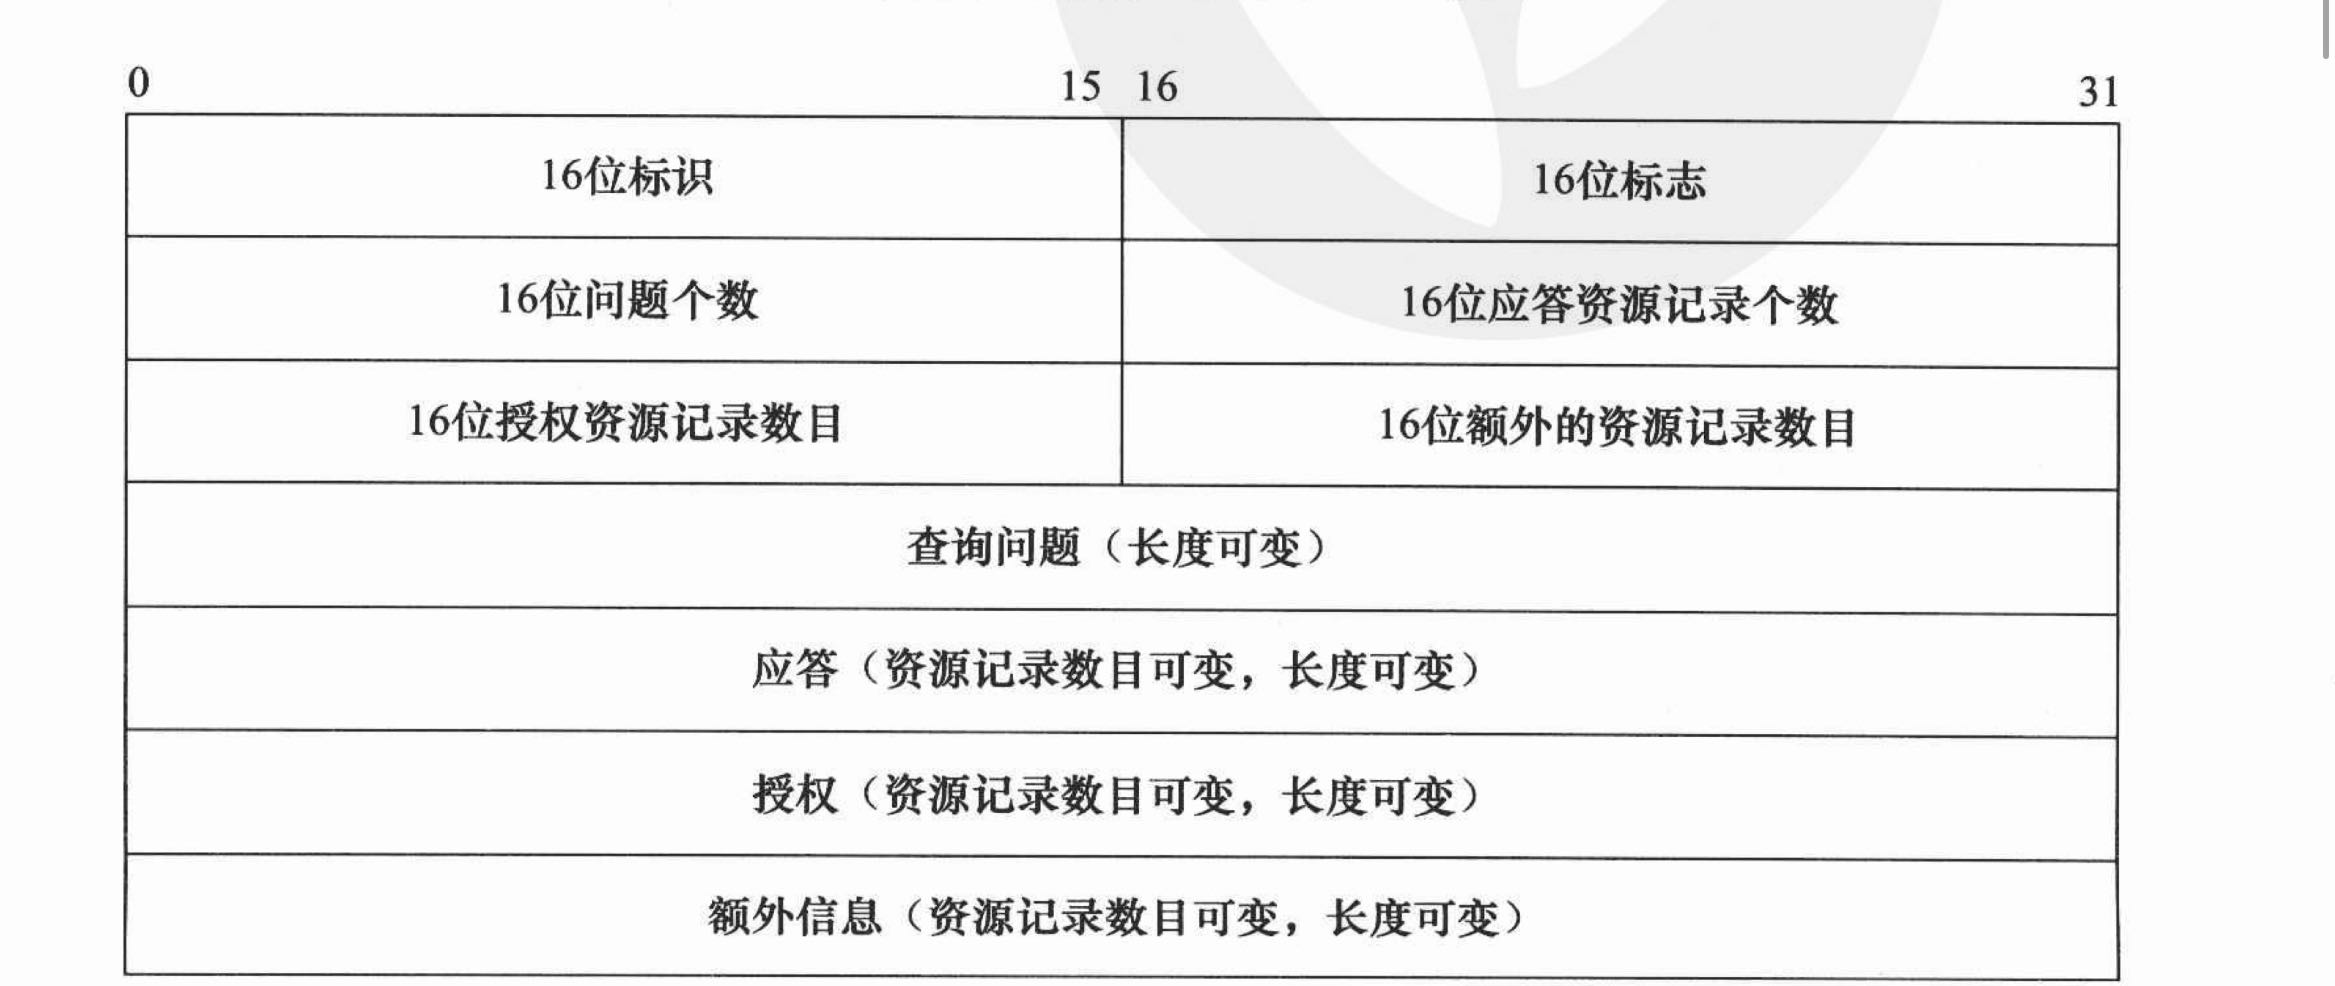 0 15 16 31
16位标识 16位标志
16位问题个数 16位应答资源记录个数
16位授权资源记录数目 16位额外的资源记录数目
查询问题（长度可变）
应答（资源记录数目可变，长度可变）
授权（资源记录数目可变，长度可变）
额外信息（资源记录数目可变，长度可变）